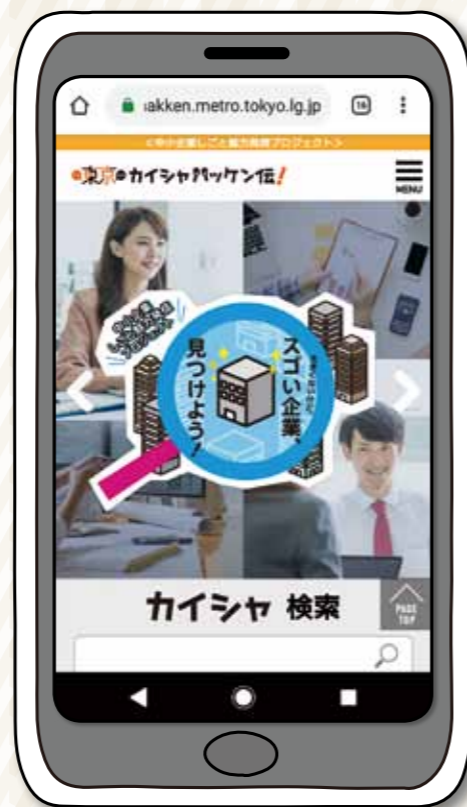 akken.metro.tokyo.lg.jp
16
<中小企業しごと魅力発信プロジェクト>
東京カイシャハッケン伝!
MENU
スゴい企業、
見つけよう!
カイシャ 検索
PAGE
TOP